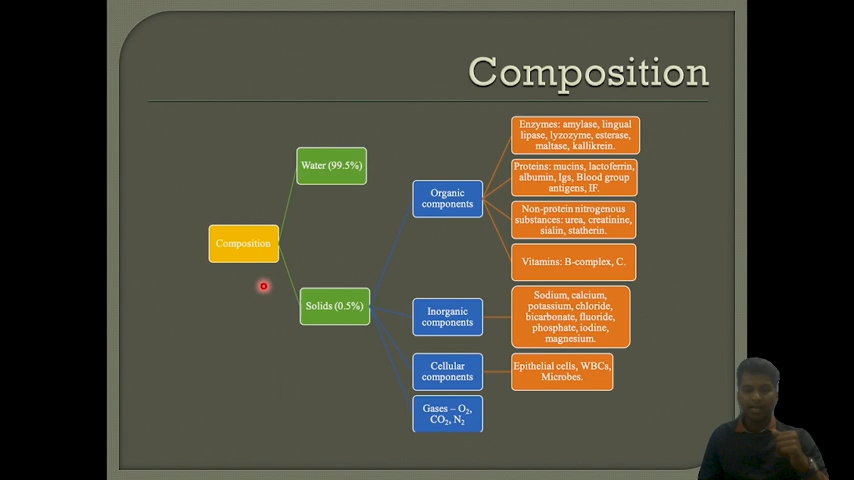 Composition
Composition
Water (99.5%)
Solids (0.5%)
Organic
components
Enzymes: amylase, lingual
lipase, lyzozyme, esterase,
maltase, kallikrein.
Proteins: mucins, lactoferrin,
albumin, Igs, Blood group
antigens, IF.
Non-protein nitrogenous
substances: urea, creatinine,
sialin, statherin.
Vitamins: B-complex, C.
Inorganic
components
Sodium, calcium,
potassium, chloride,
bicarbonate, fluoride,
phosphate, iodine,
magnesium.
Cellular
components
Epithelial cells, WBCs,
Microbes.
Gases – O₂,
CO₂, N₂